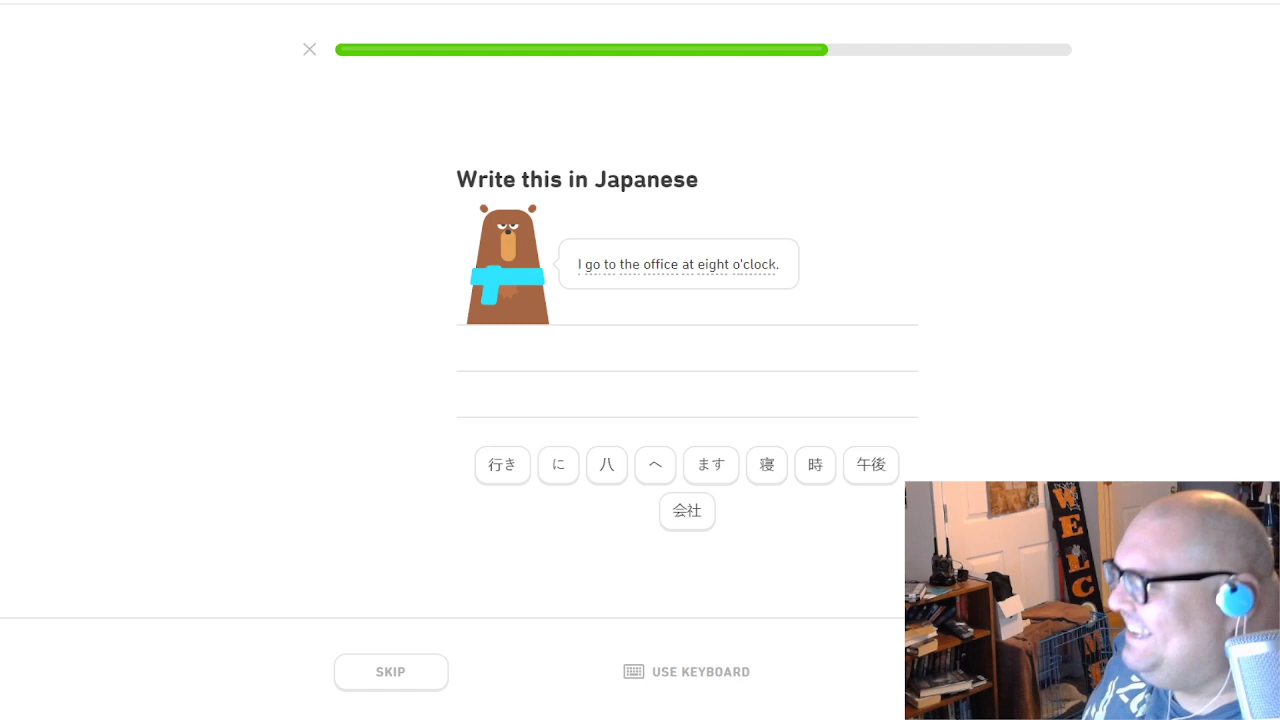 Write this in Japanese
I go to the office at eight o'clock.
行き に 八 へ ます 寝 時 午後
会社
SKIP
USE KEYBOARD
WELC